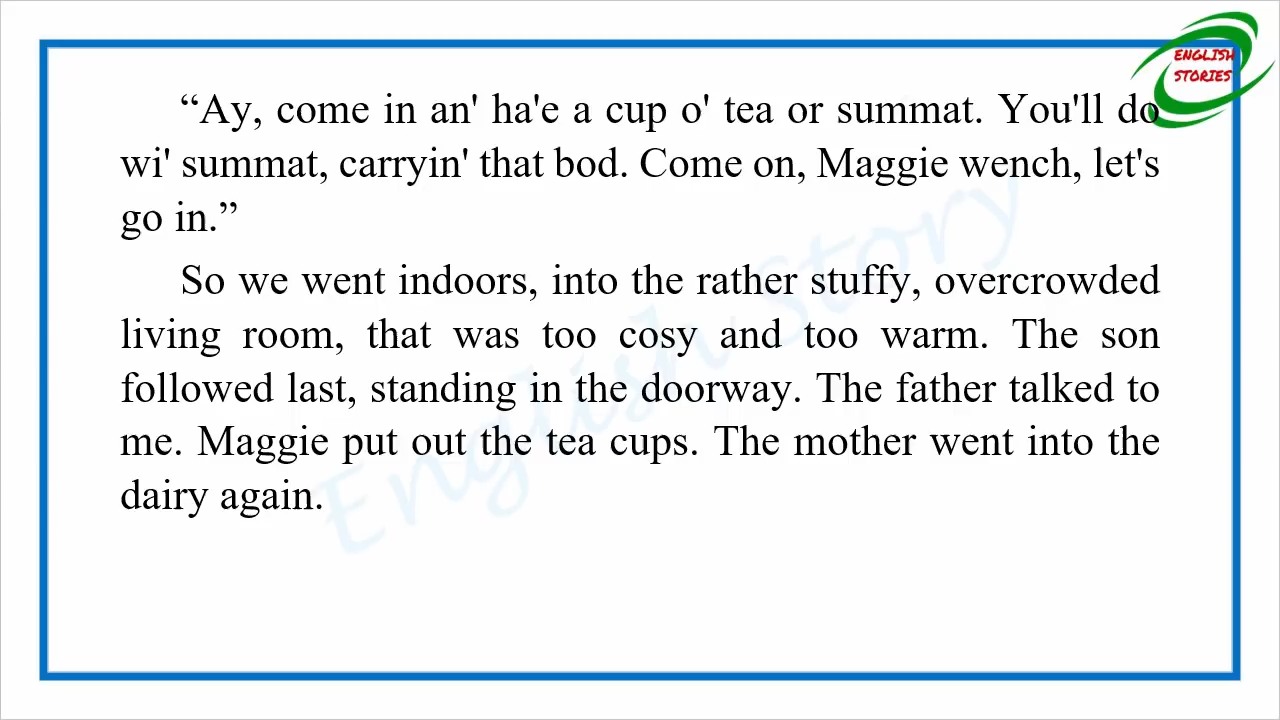 ENGLISH
STORIES
“Ay, come in an' ha'e a cup o' tea or summat. You'll do
wi' summat, carryin' that bod. Come on, Maggie wench, let's
go in.”
So we went indoors, into the rather stuffy, overcrowded
living room, that was too cosy and too warm. The son
followed last, standing in the doorway. The father talked to
me. Maggie put out the tea cups. The mother went into the
dairy again.
English Story